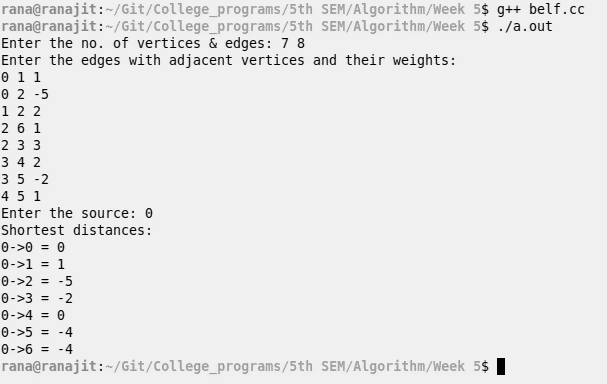 rana@ranajit:~/Git/College_programs/5th SEM/Algorithm/Week 5$ g++ belf.cc
rana@ranajit:~/Git/College_programs/5th SEM/Algorithm/Week 5$ ./a.out
Enter the no. of vertices & edges: 7 8
Enter the edges with adjacent vertices and their weights:
0 1 1
0 2 -5
1 2 2
2 6 1
2 3 3
3 4 2
3 5 -2
4 5 1
Enter the source: 0
Shortest distances:
0->0 = 0
0->1 = 1
0->2 = -5
0->3 = -2
0->4 = 0
0->5 = -4
0->6 = -4
rana@ranajit:~/Git/College_programs/5th SEM/Algorithm/Week 5$